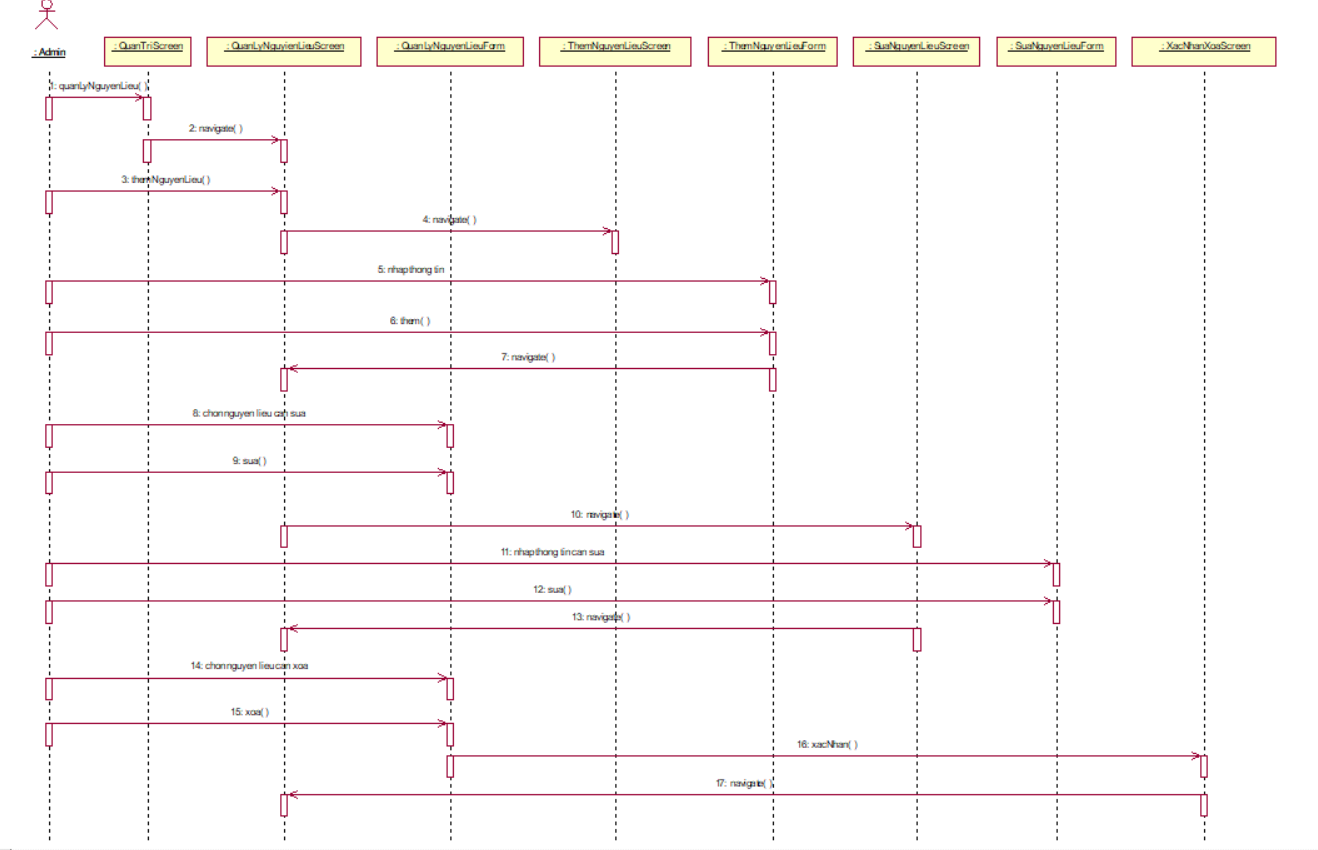 : Admin
: QuanTriScreen
: QuanLyNguyienLieuScreen
: QuanLyNguyenLieuForm
: ThemNguyenLieuScreen
: ThemNguyenLieuForm
: SuaNguyenLieuScreen
: SuaNguyenLieuForm
: XacNhanXoaScreen
1: quanLyNguyenLieu( )
2: navigate( )
3: themNguyenLieu( )
4: navigate( )
5: nhap thong tin
6: them( )
7: navigate( )
8: chon nguyen lieu can sua
9: sua( )
10: navigate( )
11: nhap thong tin can sua
12: sua( )
13: navigate( )
14: chon nguyen lieu can xoa
15: xoa( )
16: xacNhan( )
17: navigate( )